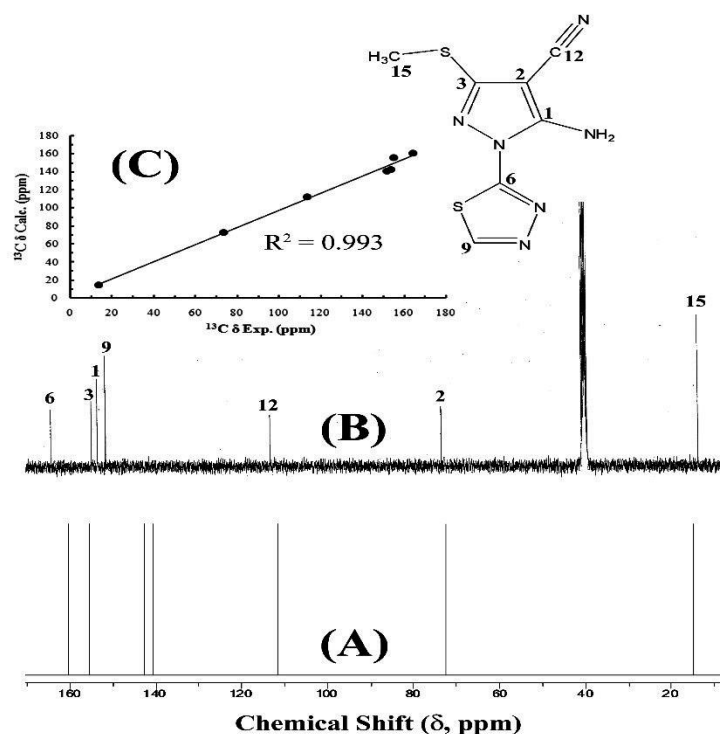 N
C
12
H₃C
S
15
3
2
1
N
N
NH₂
6
S
N
N
9
180
160
140
120
100
80
60
40
20
0
¹³C δ Calc. (ppm)
(C)
R² = 0.993
0 20 40 60 80 100 120 140 160 180
¹³C δ Exp. (ppm)
6
3
1
9
12
2
15
(B)
(A)
160 140 120 100 80 60 40 20
Chemical Shift (δ, ppm)